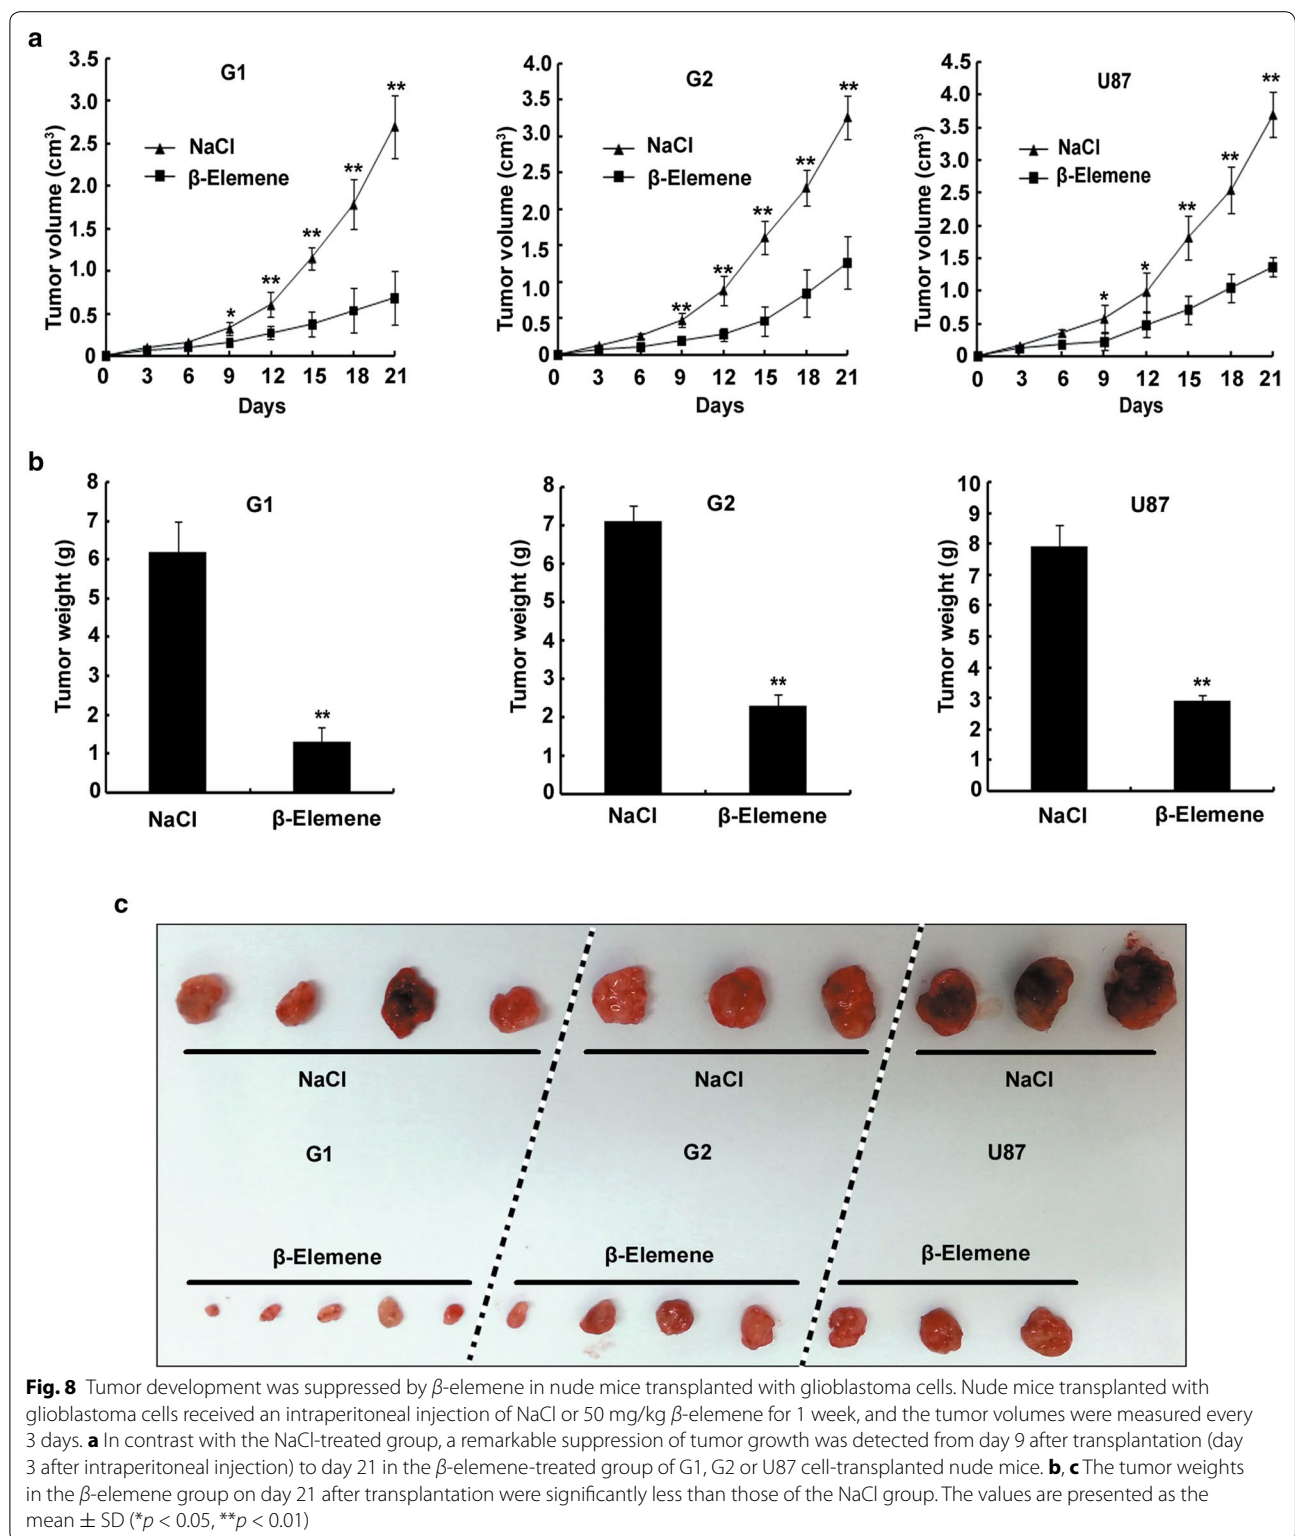 a
G1
3.5
3.0
2.5
2.0
1.5
1.0
0.5
0
Tumor volume (cm³)
NaCl
β-Elemene
*
**
**
**
**
0 3 6 9 12 15 18 21
Days
G2
4.0
3.5
3.0
2.5
2.0
1.5
1.0
0.5
0
Tumor volume (cm³)
NaCl
β-Elemene
**
**
**
**
**
0 3 6 9 12 15 18 21
Days
U87
4.5
4.0
3.5
3.0
2.5
2.0
1.5
1.0
0.5
0
Tumor volume (cm³)
NaCl
β-Elemene
*
*
**
**
**
0 3 6 9 12 15 18 21
Days
b
G1
8
7
6
5
4
3
2
1
0
Tumor weight (g)
**
NaCl β-Elemene
G2
8
7
6
5
4
3
2
1
0
Tumor weight (g)
**
NaCl β-Elemene
U87
10
9
8
7
6
5
4
3
2
1
0
Tumor weight (g)
**
NaCl β-Elemene
c
NaCl NaCl NaCl
G1 G2 U87
β-Elemene β-Elemene β-Elemene
Fig. 8 Tumor development was suppressed by β-elemene in nude mice transplanted with glioblastoma cells. Nude mice transplanted with
glioblastoma cells received an intraperitoneal injection of NaCl or 50 mg/kg β-elemene for 1 week, and the tumor volumes were measured every
3 days. a In contrast with the NaCl-treated group, a remarkable suppression of tumor growth was detected from day 9 after transplantation (day
3 after intraperitoneal injection) to day 21 in the β-elemene-treated group of G1, G2 or U87 cell-transplanted nude mice. b, c The tumor weights
in the β-elemene group on day 21 after transplantation were significantly less than those of the NaCl group. The values are presented as the
mean ± SD (*p < 0.05, **p < 0.01)